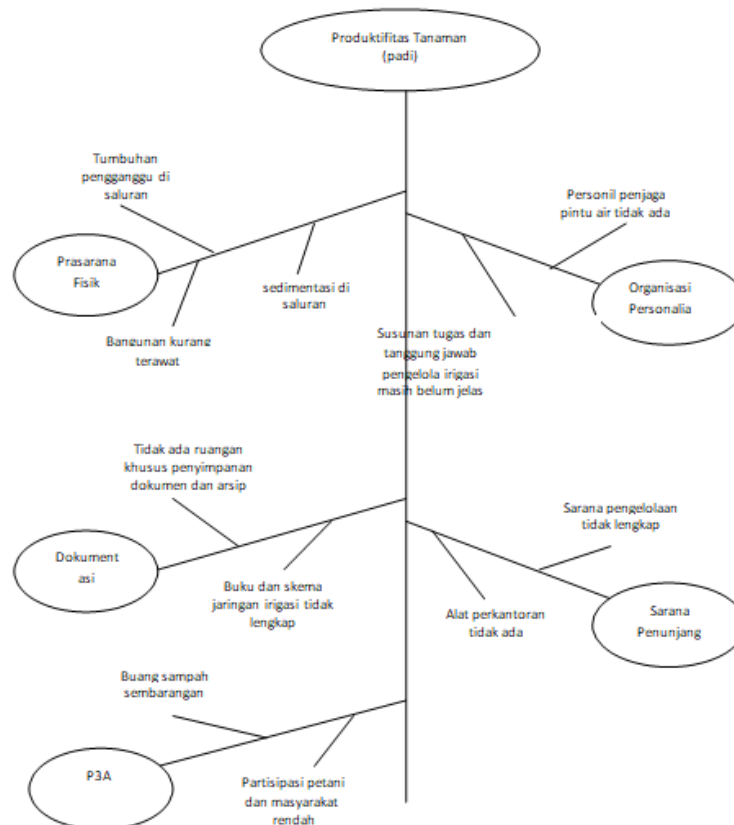 Produktifitas Tanaman
(padi)
Tumbuhan
pengganggu di
saluran
Personil penjaga
pintu air tidak ada
Prasarana
Fisik
sedimentasi di
saluran
Organisasi
Personalia
Bangunan kurang
terawat
Susunan tugas dan
tanggung jawab
pengelola irigasi
masih belum jelas
Tidak ada ruangan
khusus penyimpanan
dokumen dan arsip
Sarana pengelolaan
tidak lengkap
Dokument
asi
Buku dan skema
jaringan irigasi tidak
lengkap
Alat perkantoran
tidak ada
Sarana
Penunjang
Buang sampah
sembarangan
P3A
Partisipasi petani
dan masyarakat
rendah